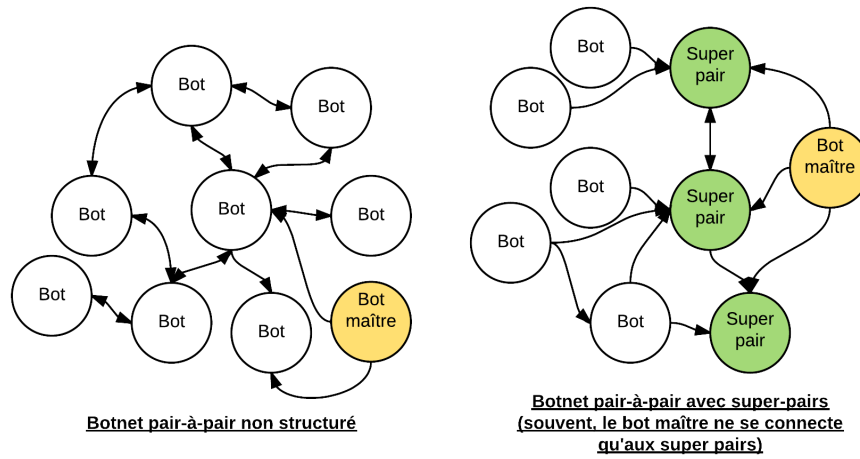 Bot
Bot
Bot
Bot
Bot
Bot
Bot
Bot
Bot
maître
Botnet pair-à-pair non structuré
Bot
Bot
Super
pair
Bot
maître
Bot
Super
pair
Bot
Bot
Super
pair
Botnet pair-à-pair avec super-pairs
(souvent, le bot maître ne se connecte
qu'aux super pairs)